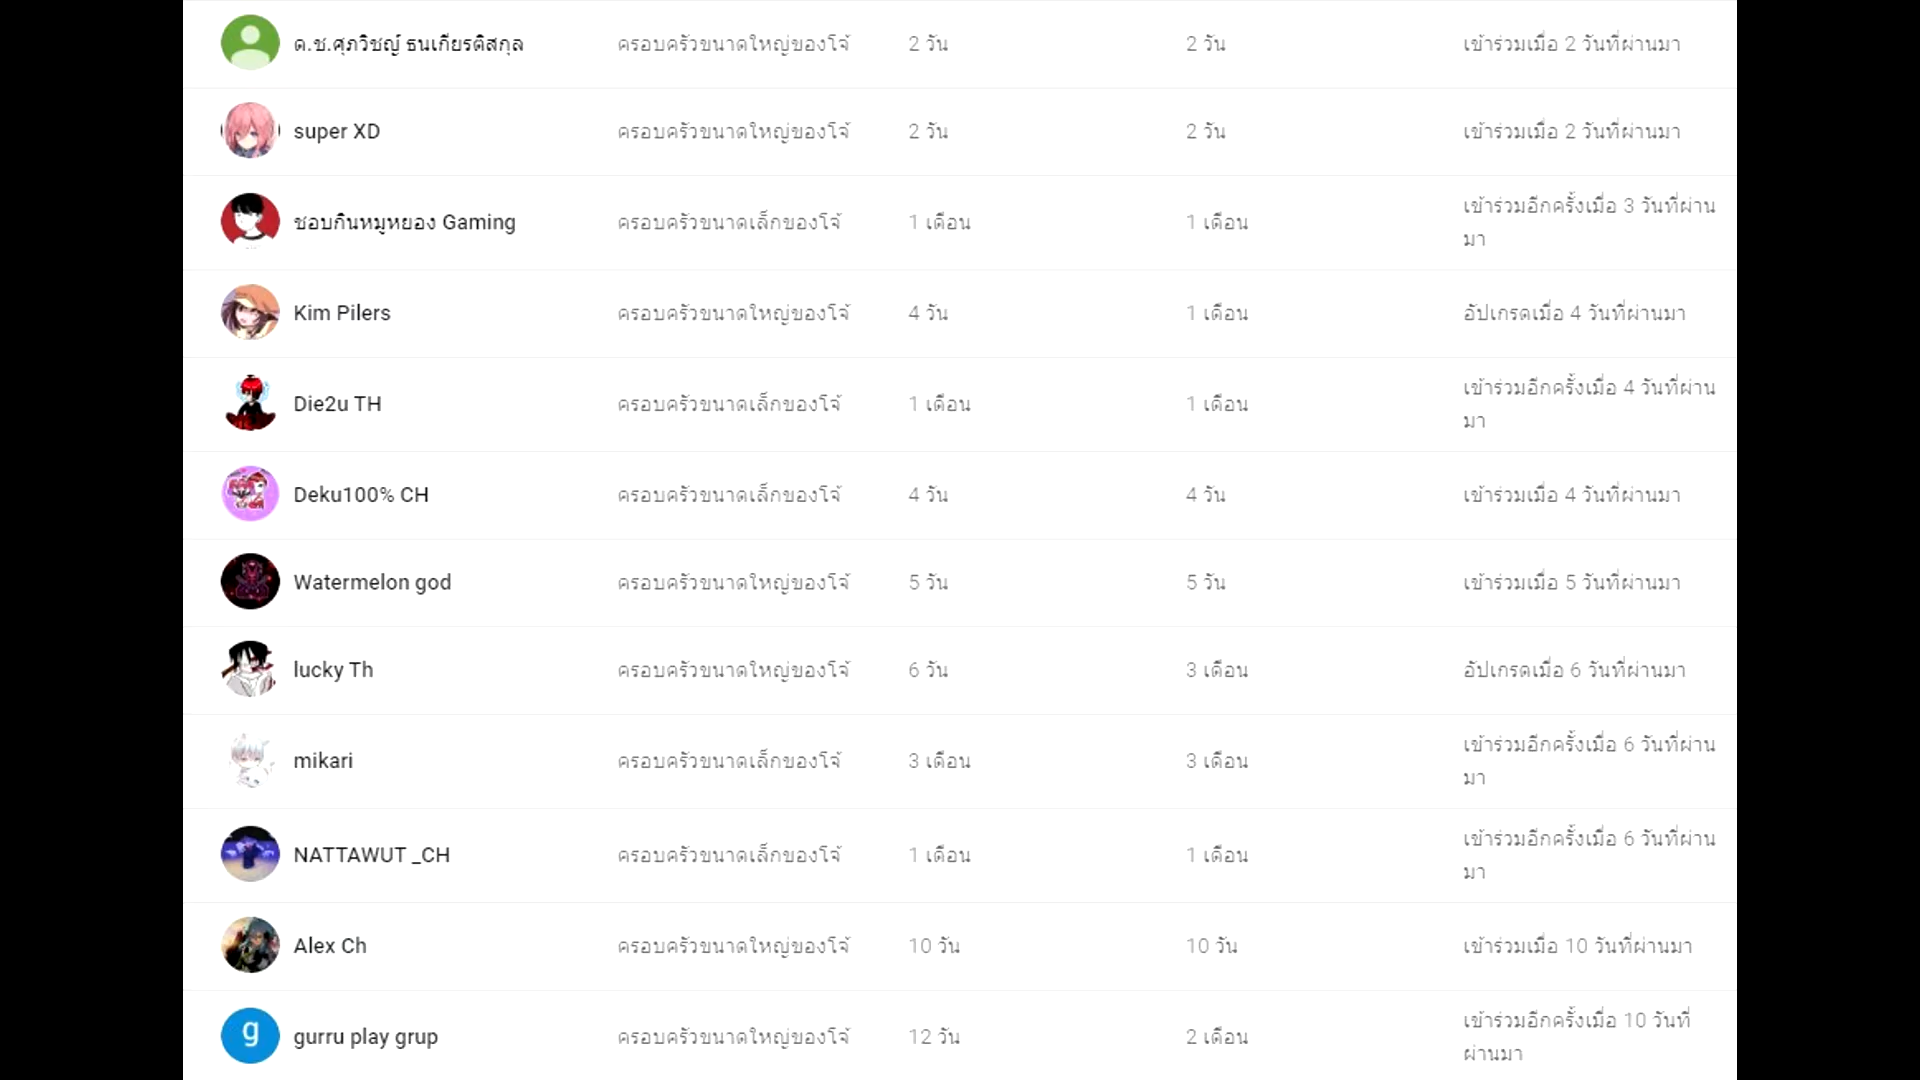 ด.ช.ศุภวิชญ์ ธนเกียรติสกุล ครอบครัวขนาดใหญ่ของโจ้ 2 วัน 2 วัน เข้าร่วมเมื่อ 2 วันที่ผ่านมา
super XD ครอบครัวขนาดใหญ่ของโจ้ 2 วัน 2 วัน เข้าร่วมเมื่อ 2 วันที่ผ่านมา
ชอบกินหมูหยอง Gaming ครอบครัวขนาดเล็กของโจ้ 1 เดือน 1 เดือน เข้าร่วมอีกครั้งเมื่อ 3 วันที่ผ่าน
มา
Kim Pilers ครอบครัวขนาดใหญ่ของโจ้ 4 วัน 1 เดือน อัปเกรดเมื่อ 4 วันที่ผ่านมา
Die2u TH ครอบครัวขนาดเล็กของโจ้ 1 เดือน 1 เดือน เข้าร่วมอีกครั้งเมื่อ 4 วันที่ผ่าน
มา
Deku100% CH ครอบครัวขนาดเล็กของโจ้ 4 วัน 4 วัน เข้าร่วมเมื่อ 4 วันที่ผ่านมา
Watermelon god ครอบครัวขนาดใหญ่ของโจ้ 5 วัน 5 วัน เข้าร่วมเมื่อ 5 วันที่ผ่านมา
lucky Th ครอบครัวขนาดใหญ่ของโจ้ 6 วัน 3 เดือน อัปเกรดเมื่อ 6 วันที่ผ่านมา
mikari ครอบครัวขนาดเล็กของโจ้ 3 เดือน 3 เดือน เข้าร่วมอีกครั้งเมื่อ 6 วันที่ผ่าน
มา
NATTAWUT _CH ครอบครัวขนาดเล็กของโจ้ 1 เดือน 1 เดือน เข้าร่วมอีกครั้งเมื่อ 6 วันที่ผ่าน
มา
Alex Ch ครอบครัวขนาดใหญ่ของโจ้ 10 วัน 10 วัน เข้าร่วมเมื่อ 10 วันที่ผ่านมา
g gurru play grup ครอบครัวขนาดใหญ่ของโจ้ 12 วัน 2 เดือน เข้าร่วมอีกครั้งเมื่อ 10 วันที่
ผ่านมา